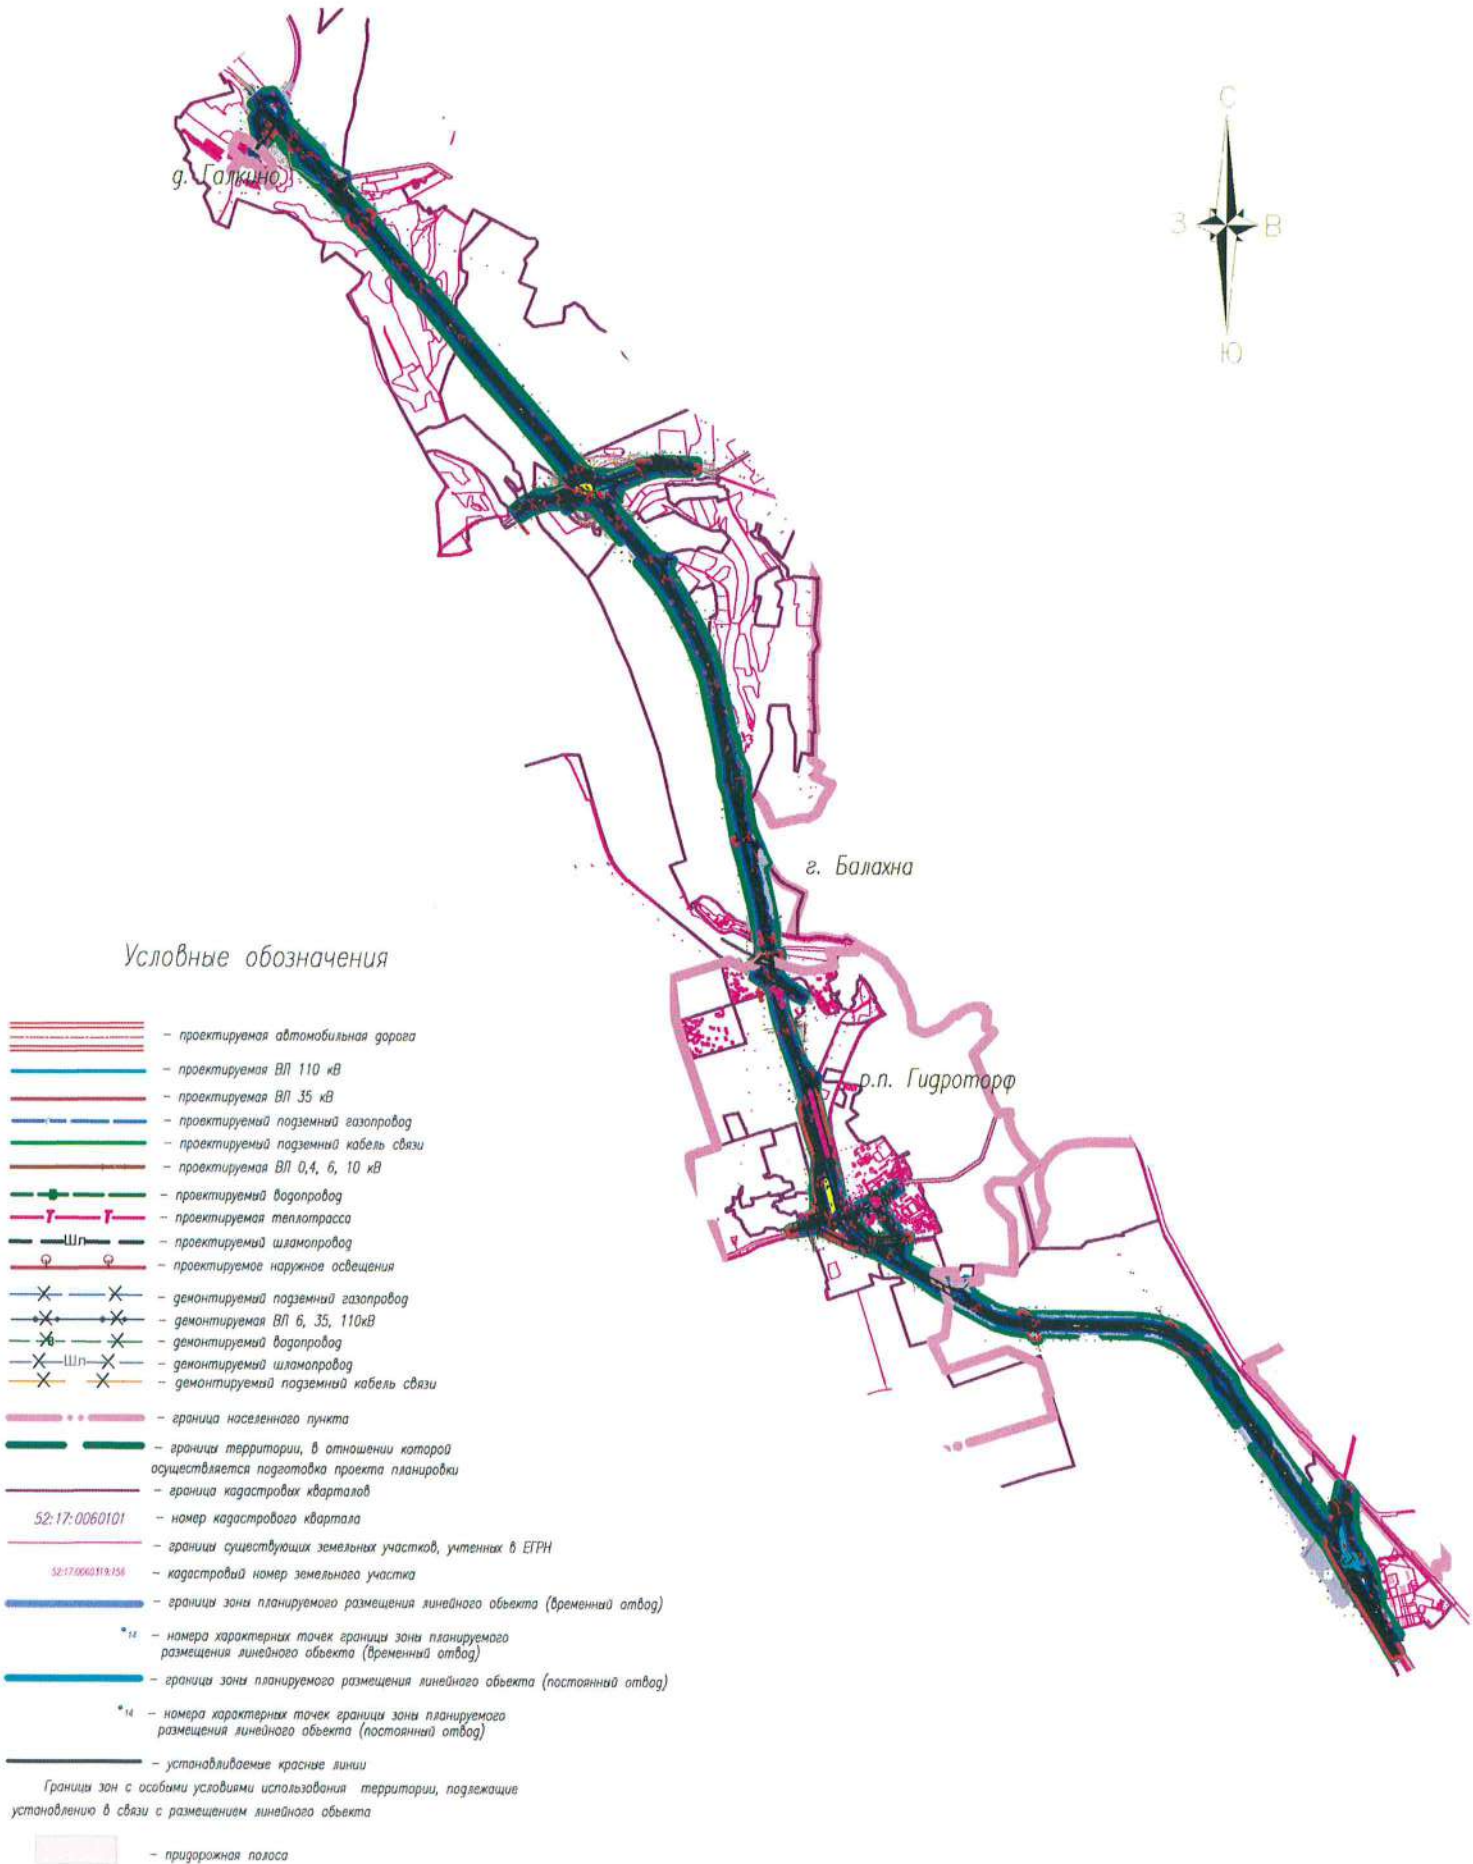 С
З В
Ю
д. Галкино
г. Балахна
р.п. Гидроторф
Условные обозначения
- проектируемая автомобильная дорога
- проектируемая ВЛ 110 кВ
- проектируемая ВЛ 35 кВ
- проектируемый подземный газопровод
- проектируемый подземный кабель связи
- проектируемая ВЛ 0,4, 6, 10 кВ
- проектируемый водопровод
Т Т - проектируемая теплотрасса
Шл - проектируемый шламопровод
- проектируемое наружное освещения
- демонтируемый подземный газопровод
- демонтируемая ВЛ 6, 35, 110кВ
- демонтируемый водопровод
Шл - демонтируемый шламопровод
- демонтируемый подземный кабель связи
- граница населенного пункта
- границы территории, в отношении которой
осуществляется подготовка проекта планировки
- граница кадастровых кварталов
52:17:0060101 - номер кадастрового квартала
- границы существующих земельных участков, учтенных в ЕГРН
- кадастровый номер земельного участка
- границы зоны планируемого размещения линейного объекта (временный отвод)
- номера характерных точек границы зоны планируемого
размещения линейного объекта (временный отвод)
- границы зоны планируемого размещения линейного объекта (постоянный отвод)
14 - номера характерных точек границы зоны планируемого
размещения линейного объекта (постоянный отвод)
- устанавливаемые красные линии
Границы зон с особыми условиями использования территории, подлежащие
установлению в связи с размещением линейного объекта
- придорожная полоса